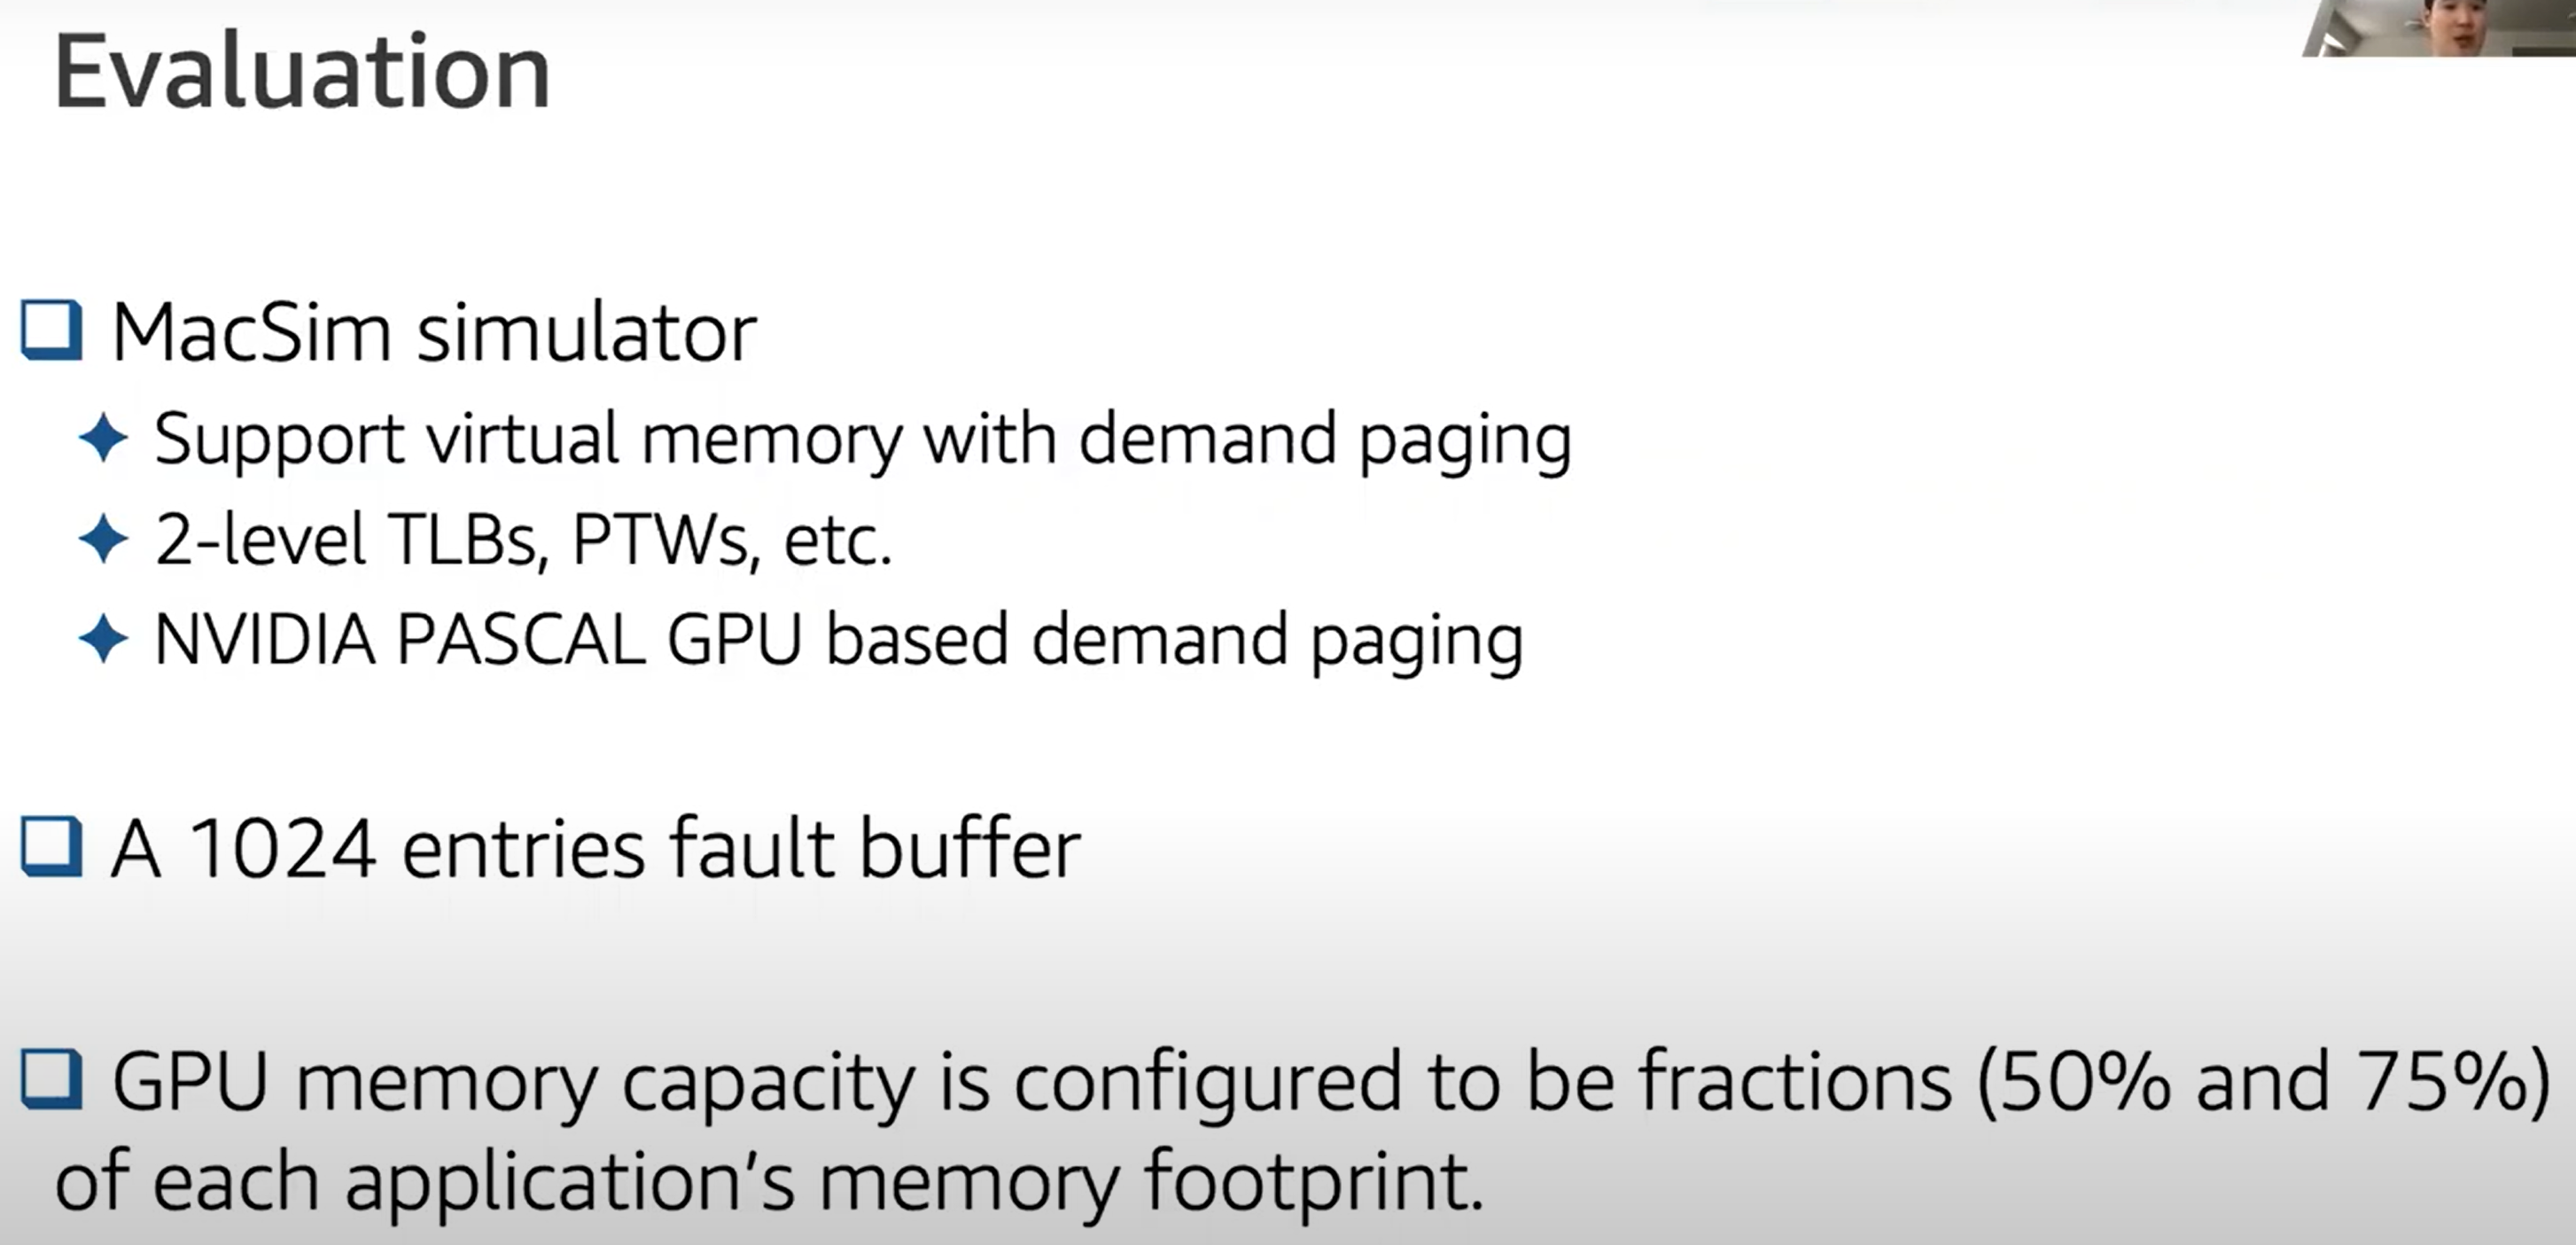 Evaluation
MacSim simulator
Support virtual memory with demand paging
2-level TLBs, PTWs, etc.
NVIDIA PASCAL GPU based demand paging
A 1024 entries fault buffer
GPU memory capacity is configured to be fractions (50% and 75%)
of each application's memory footprint.